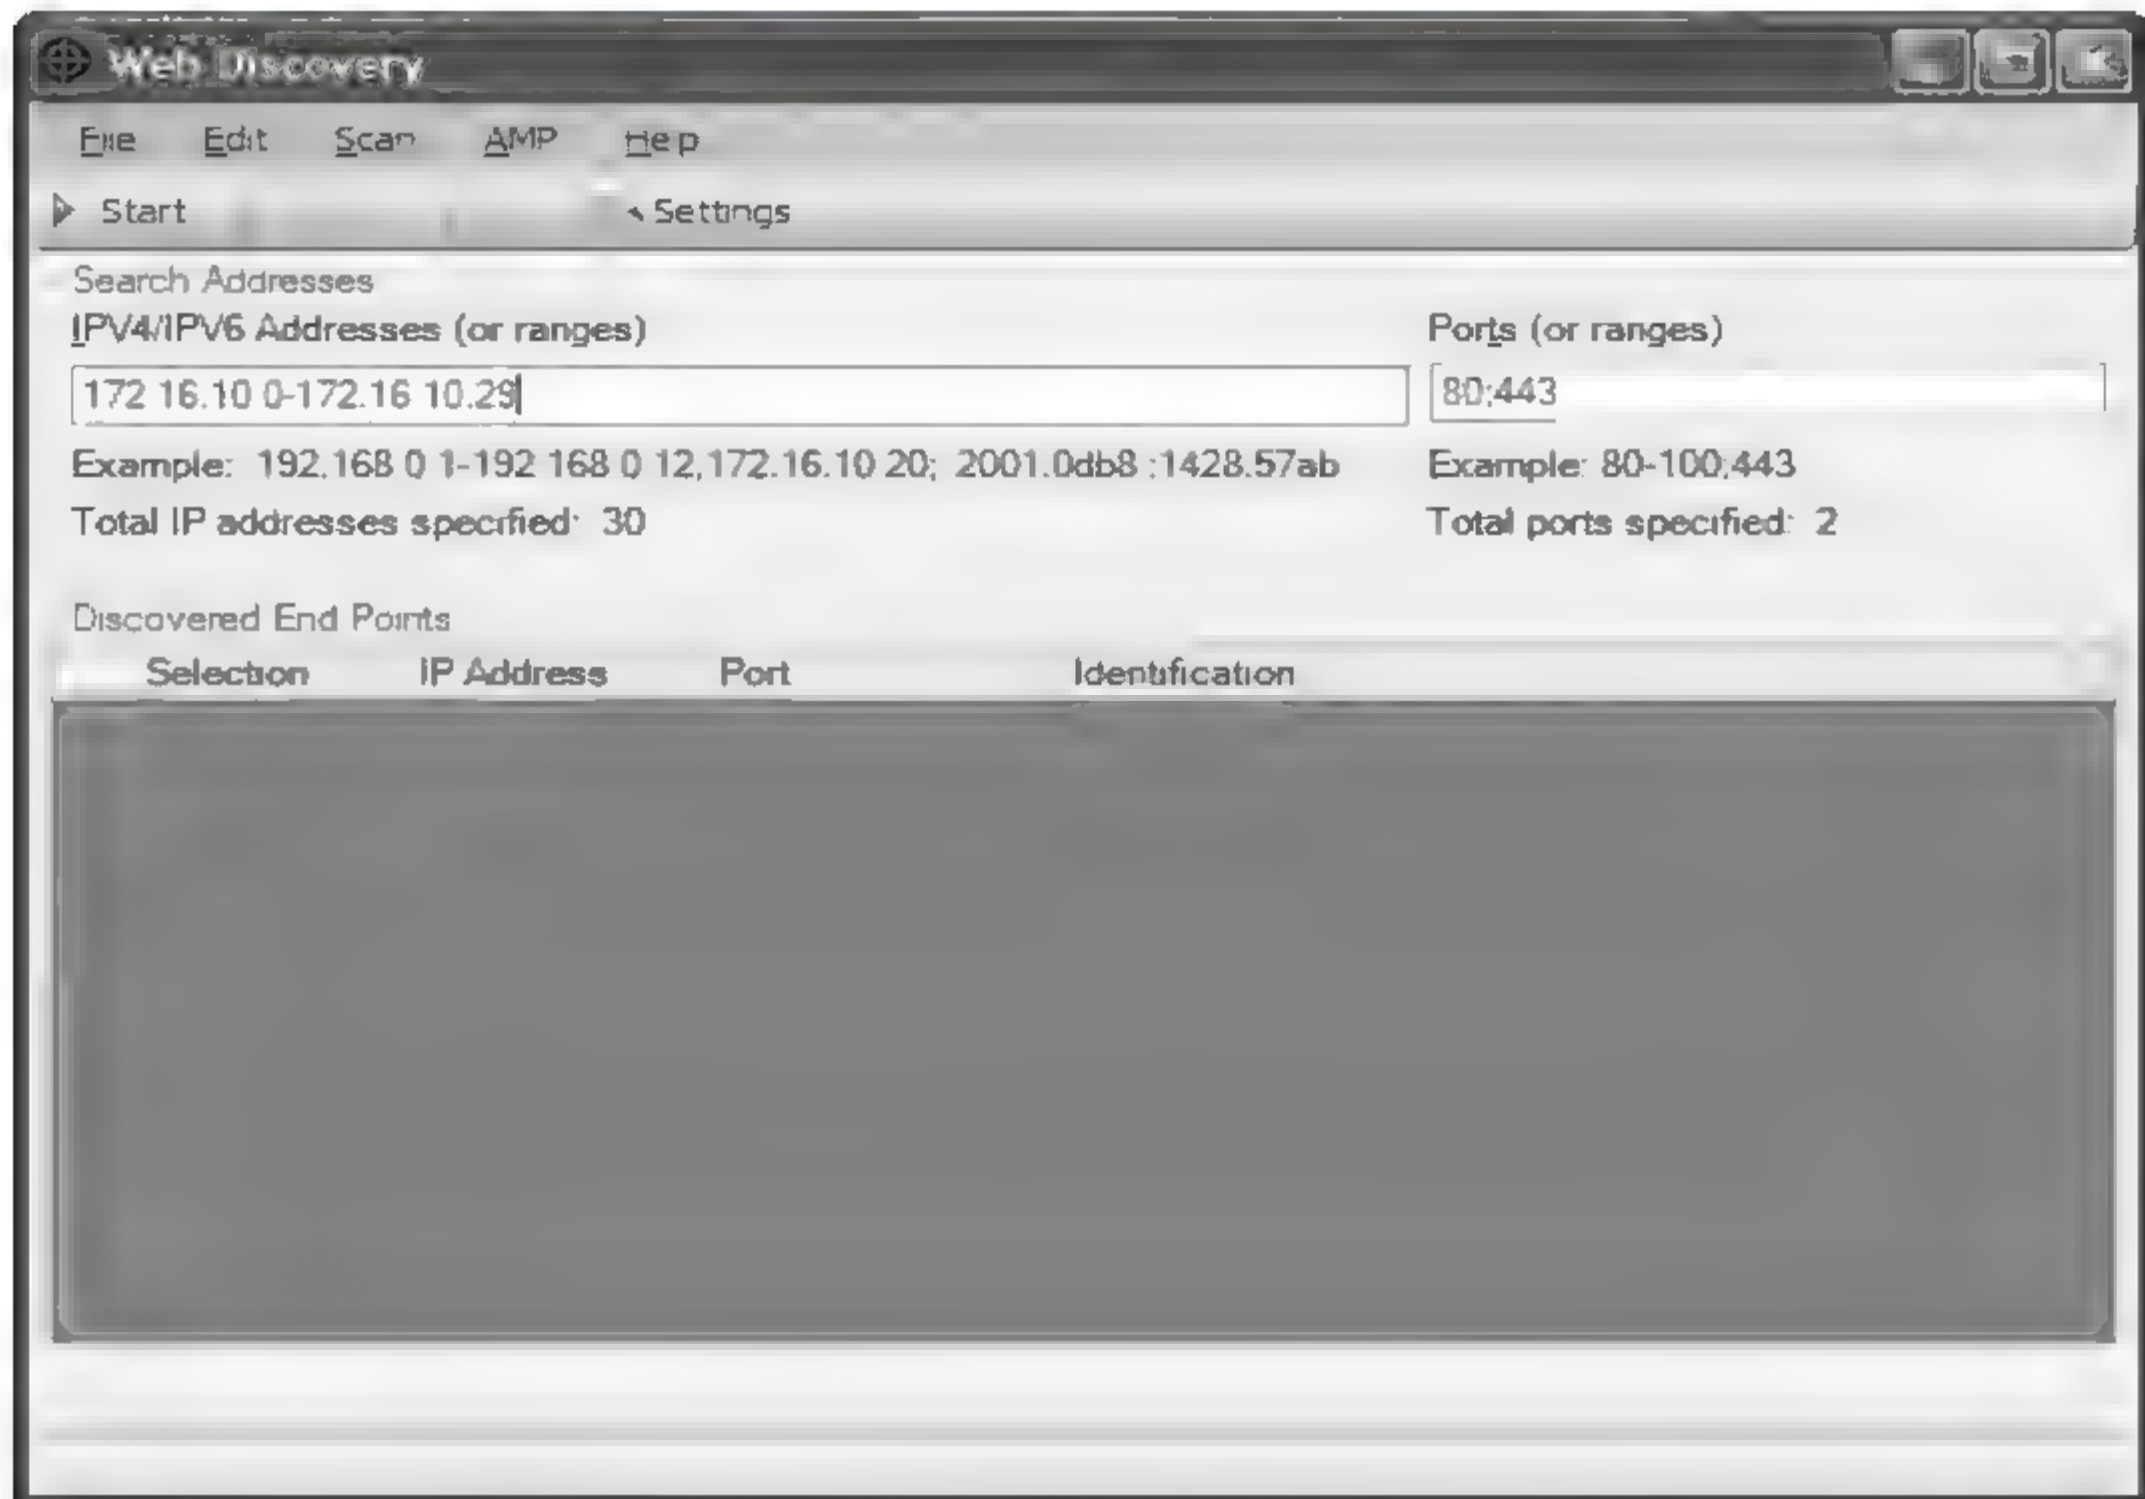 Web Discovery
File Edit Scan AMP Help
Start Settings
Search Addresses
IPV4/IPV6 Addresses (or ranges) Ports (or ranges)
172 16.10 0-172.16 10.29 80;443
Example: 192.168 0 1-192 168 0 12,172.16.10 20; 2001.0db8 :1428.57ab Example: 80-100;443
Total IP addresses specified: 30 Total ports specified: 2
Discovered End Points
Selection IP Address Port Identification